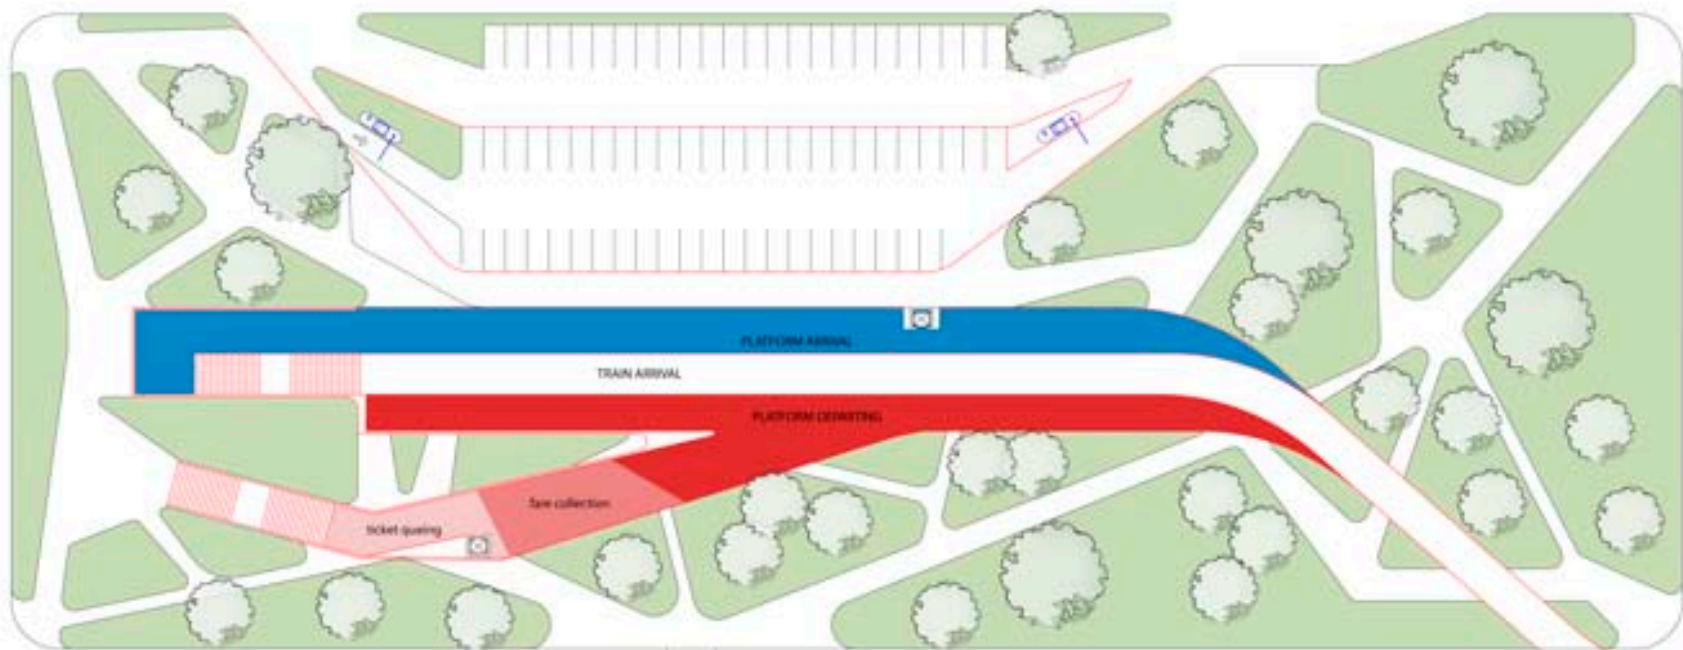 PLATFORM ARRIVAL
TRAIN ARRIVAL
PLATFORM DEPARTING
fare collection
ticket queing